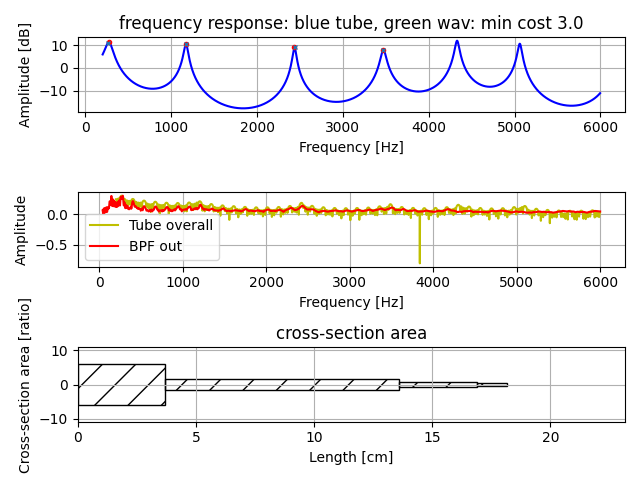 frequency response: blue tube, green wav: min cost 3.0
Amplitude [dB]
10
0
−10
0 1000 2000 3000 4000 5000 6000
Frequency [Hz]
Amplitude
0.0
−0.5
Tube overall
BPF out
0 1000 2000 3000 4000 5000 6000
Frequency [Hz]
cross-section area
Cross-section area [ratio]
10
0
−10
0 5 10 15 20
Length [cm]